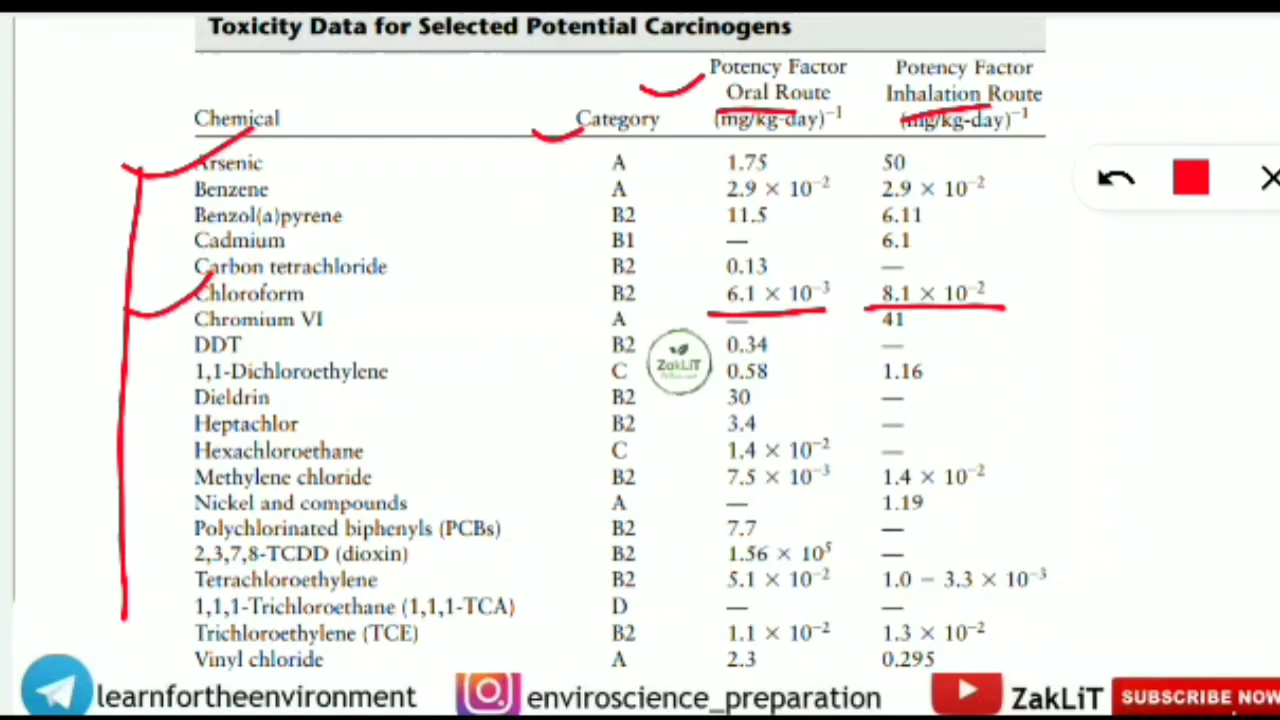 Toxicity Data for Selected Potential Carcinogens
Potency Factor Potency Factor
Oral Route Inhalation Route
Chemical Category (mg/kg-day)⁻¹ (mg/kg-day)⁻¹
Arsenic A 1.75 50
Benzene A 2.9 × 10⁻² 2.9 × 10⁻²
Benzol(a)pyrene B2 11.5 6.11
Cadmium B1 — 6.1
Carbon tetrachloride B2 0.13 —
Chloroform B2 6.1 × 10⁻³ 8.1 × 10⁻²
Chromium VI A — 41
DDT B2 0.34 —
ZakLiT
1,1-Dichloroethylene C 0.58 1.16
Dieldrin B2 30 —
Heptachlor B2 3.4 —
Hexachloroethane C 1.4 × 10⁻² —
Methylene chloride B2 7.5 × 10⁻³ 1.4 × 10⁻²
Nickel and compounds A — 1.19
Polychlorinated biphenyls (PCBs) B2 7.7 —
2,3,7,8-TCDD (dioxin) B2 1.56 × 10⁵ —
Tetrachloroethylene B2 5.1 × 10⁻² 1.0 – 3.3 × 10⁻³
1,1,1-Trichloroethane (1,1,1-TCA) D — —
Trichloroethylene (TCE) B2 1.1 × 10⁻² 1.3 × 10⁻²
Vinyl chloride A 2.3 0.295
learnfortheenvironment enviroscience_preparation ZakLiT SUBSCRIBE NOW